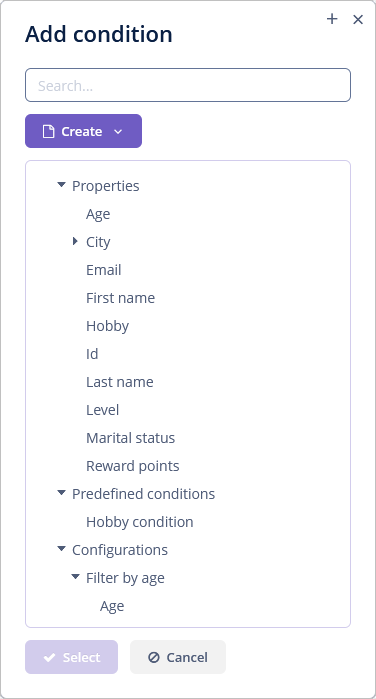 Add condition
Search...
Create
Properties
Age
City
Email
First name
Hobby
Id
Last name
Level
Marital status
Reward points
Predefined conditions
Hobby condition
Configurations
Filter by age
Age
Select
Cancel